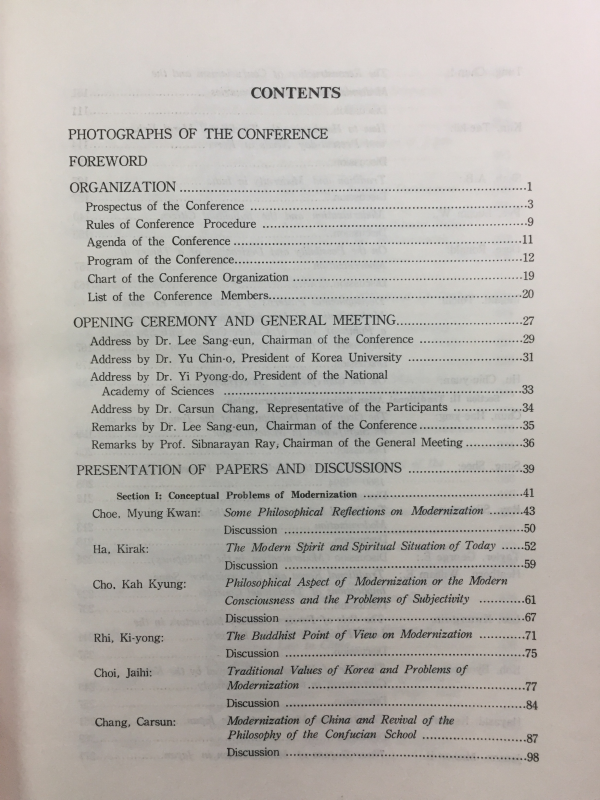 CONTENTS
PHOTOGRAPHS OF THE CONFERENCE
FOREWORD
ORGANIZATION ........................................................................................1
Prospectus of the Conference ........................................................................3
Rules of Conference Procedure .....................................................................9
Agenda of the Conference ...........................................................................11
Program of the Conference...........................................................................12
Chart of the Conference Organization ............................................................19
List of the Conference Members....................................................................20
OPENING CEREMONY AND GENERAL MEETING................................27
Address by Dr. Lee Sang-eun, Chairman of the Conference ...........................29
Address by Dr. Yu Chin-o, President of Korea University .............................31
Address by Dr. Yi Pyong-do, President of the National
Academy of Sciences ..............................................................................33
Address by Dr. Carsun Chang, Representative of the Participants .................34
Remarks by Dr. Lee Sang-eun, Chairman of the Conference..........................35
Remarks by Prof. Sibnarayan Ray, Chairman of the General Meeting ..............36
PRESENTATION OF PAPERS AND DISCUSSIONS .............................39
Section I: Conceptual Problems of Modernization ........................................41
Choe, Myung Kwan: Some Philosophical Reflections on Modernization .........43
Discussion ...............................................................50
Ha, Kirak: The Modern Spirit and Spiritual Situation of Today ......52
Discussion ...............................................................59
Cho, Kah Kyung: Philosophical Aspect of Modernization or the Modern
Consciousness and the Problems of Subjectivity ............61
Discussion ...............................................................67
Rhi, Ki-yong: The Buddhist Point of View on Modernization ............71
Discussion ...............................................................75
Choi, Jaihi: Traditional Values of Korea and Problems of
Modernization .........................................................77
Discussion ...............................................................84
Chang, Carsun: Modernization of China and Revival of the
Philosophy of the Confucian School ........................87
Discussion ...............................................................98